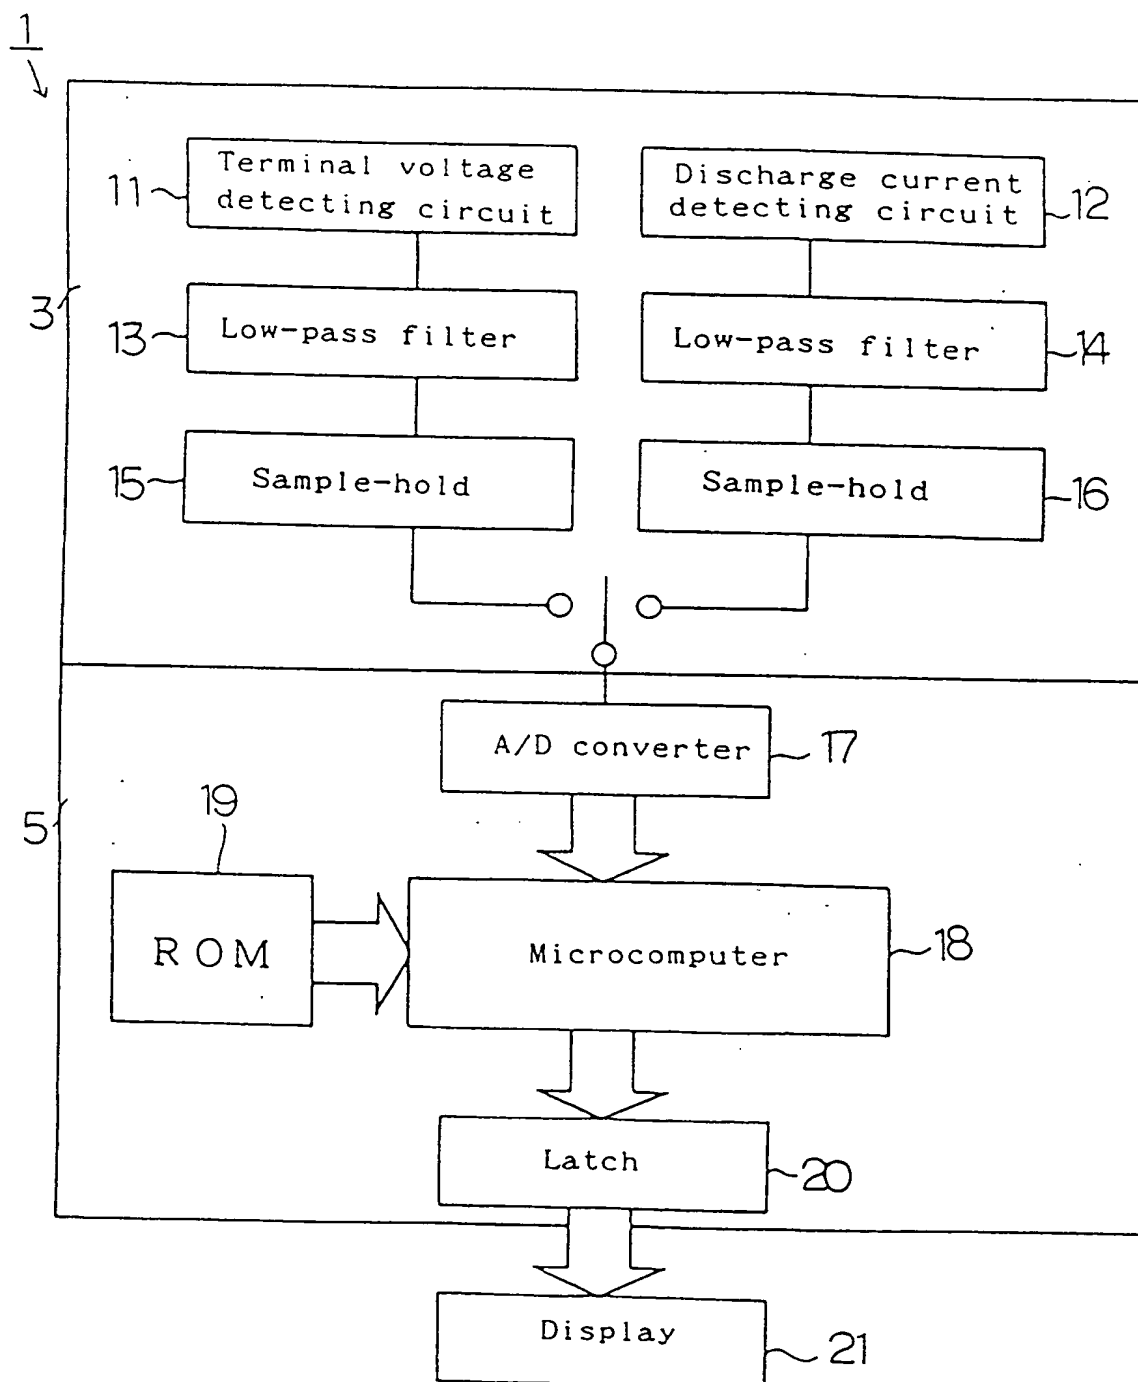 1
Terminal voltage
detecting circuit
11
Discharge current
detecting circuit
12
3
13
Low-pass filter
Low-pass filter
14
15
Sample-hold
Sample-hold
16
A/D converter
17
5
19
ROM
Microcomputer
18
Latch
20
Display
21